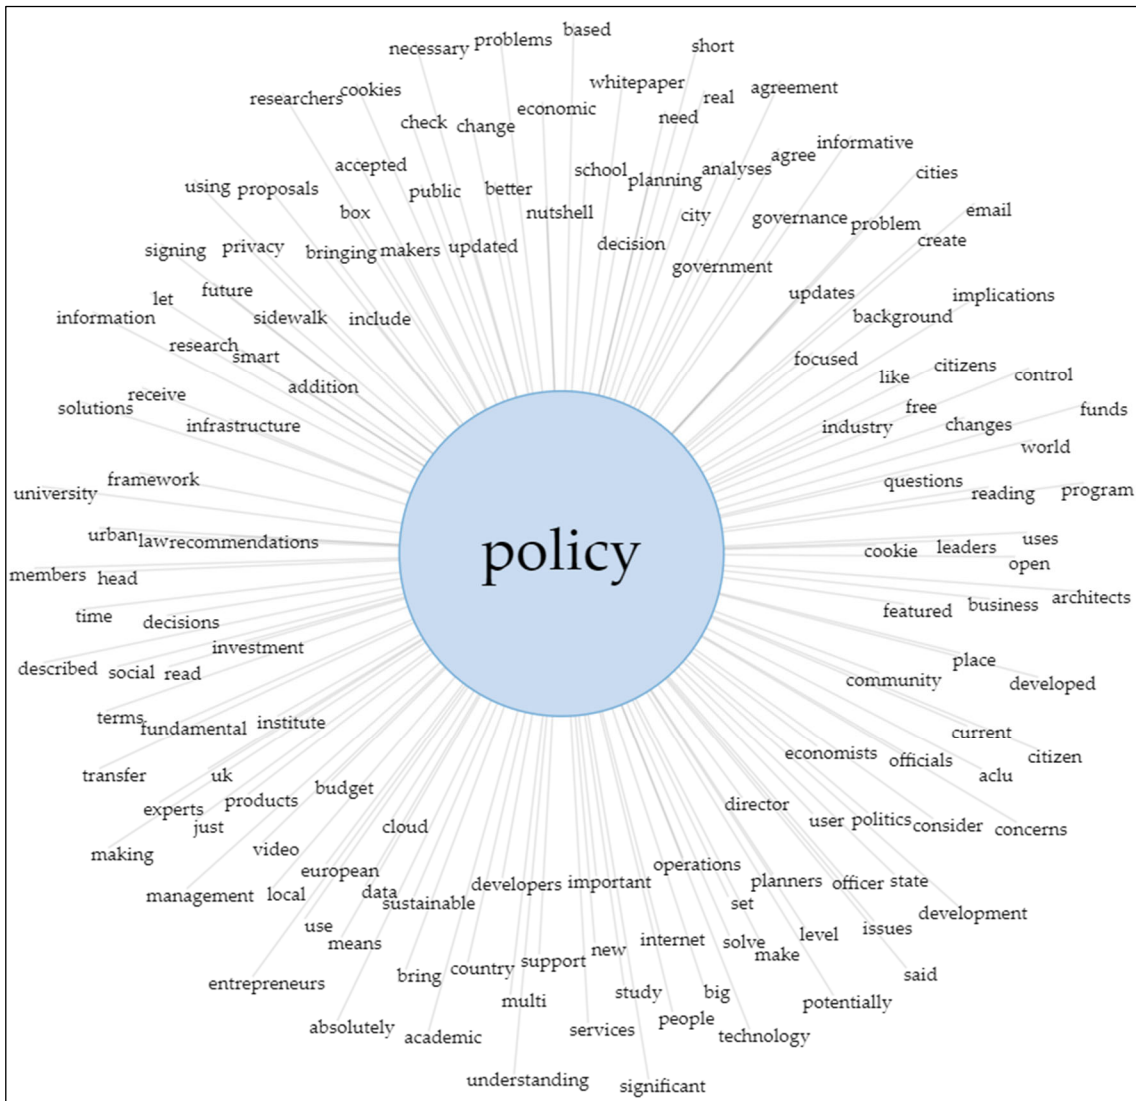 based
necessary problems
short
whitepaper
researchers cookies economic need real agreement
check change
accepted school planning analyses agree informative
using proposals public better cities
box nutshell city governance problem email
signing privacy bringing makers updated decision government create
let future updates implications
information sidewalk include background
research smart focused citizens
addition like control
solutions receive free funds
infrastructure industry changes
world
university framework questions reading program
urban law recommendations policy cookie leaders uses
open
members head
time decisions featured business architects
investment
described social read community place developed
terms fundamental institute current
economists officials citizen
transfer uk aclu
experts products budget director
just cloud user politics consider concerns
making video
european operations
management local data sustainable developers important planners officer state
set development
use means new internet solve make level issues
entrepreneurs bring country support said
multi study big potentially
absolutely academic services people technology
understanding significant